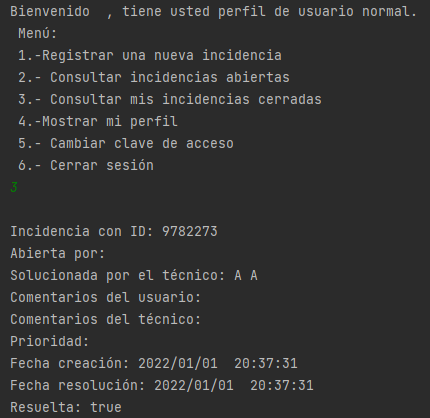 Bienvenido  , tiene usted perfil de usuario normal.
Menú:
1.-Registrar una nueva incidencia
2.- Consultar incidencias abiertas
3.- Consultar mis incidencias cerradas
4.-Mostrar mi perfil
5.- Cambiar clave de acceso
6.- Cerrar sesión
3
Incidencia con ID: 9782273
Abierta por:
Solucionada por el técnico: A A
Comentarios del usuario:
Comentarios del técnico:
Prioridad:
Fecha creación: 2022/01/01  20:37:31
Fecha resolución: 2022/01/01  20:37:31
Resuelta: true